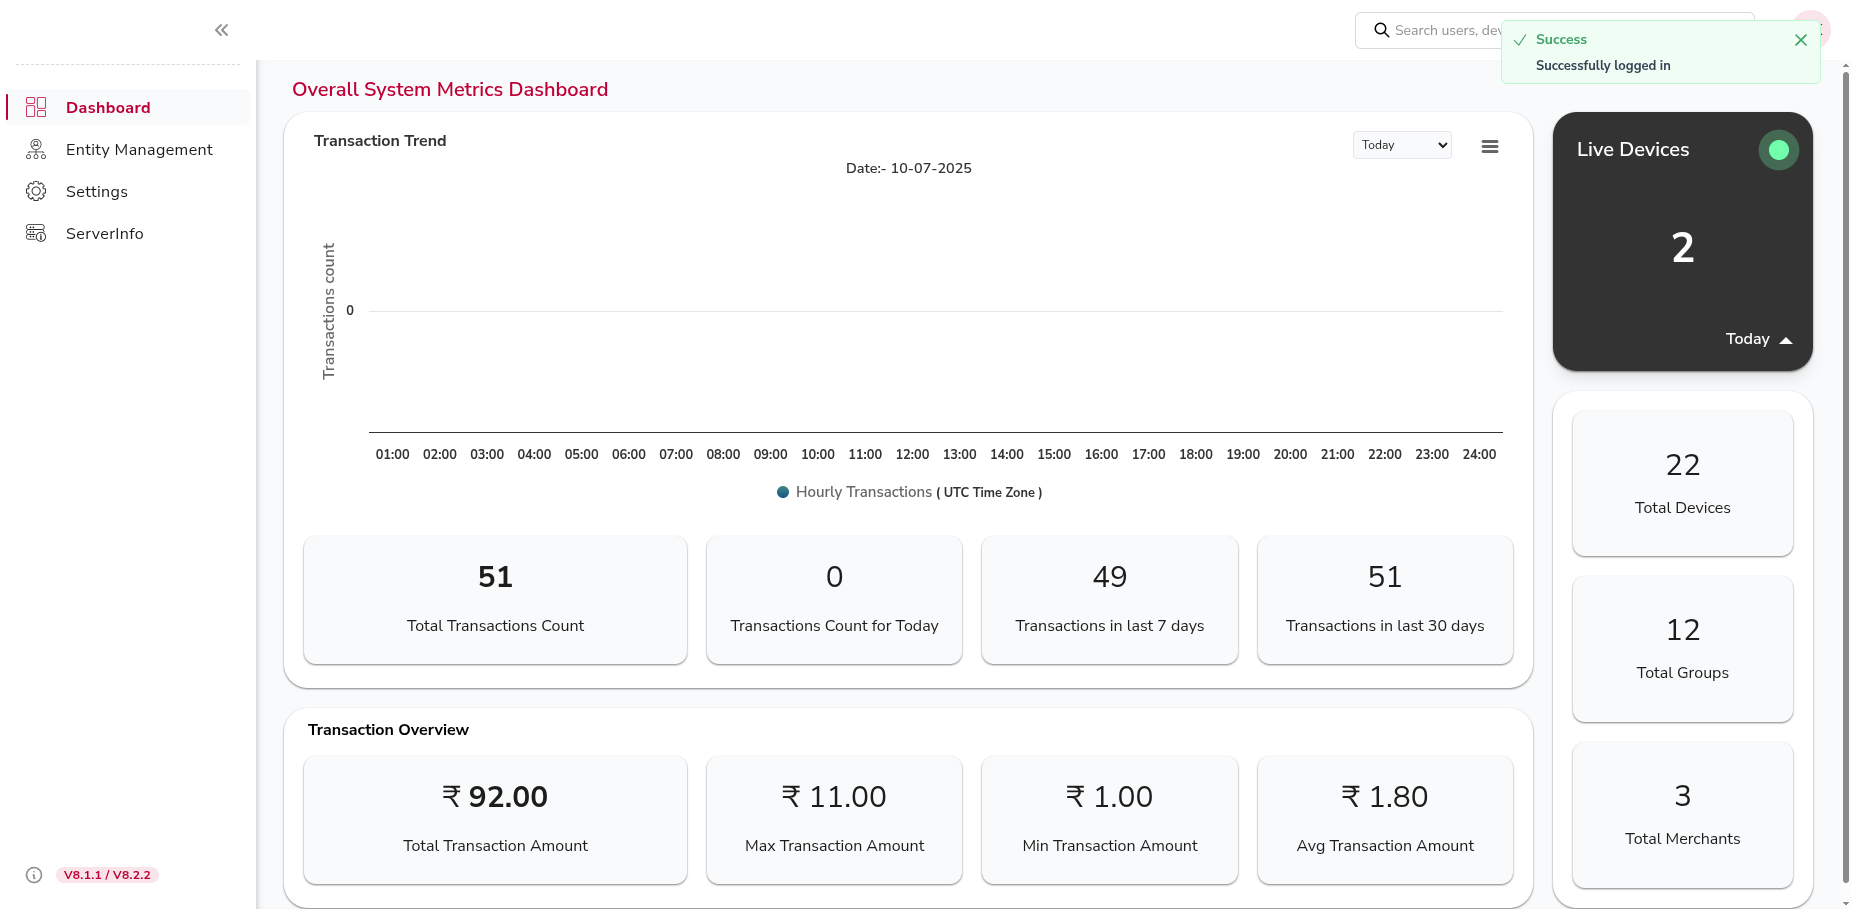 Search users, dev
Success
Successfully logged in
Dashboard
Entity Management
Settings
ServerInfo
V8.1.1 / V8.2.2
Overall System Metrics Dashboard
Transaction Trend
Today
Date:- 10-07-2025
Transactions count
0
01:00 02:00 03:00 04:00 05:00 06:00 07:00 08:00 09:00 10:00 11:00 12:00 13:00 14:00 15:00 16:00 17:00 18:00 19:00 20:00 21:00 22:00 23:00 24:00
Hourly Transactions ( UTC Time Zone )
51
Total Transactions Count
0
Transactions Count for Today
49
Transactions in last 7 days
51
Transactions in last 30 days
Transaction Overview
₹ 92.00
Total Transaction Amount
₹ 11.00
Max Transaction Amount
₹ 1.00
Min Transaction Amount
₹ 1.80
Avg Transaction Amount
Live Devices
2
Today
22
Total Devices
12
Total Groups
3
Total Merchants